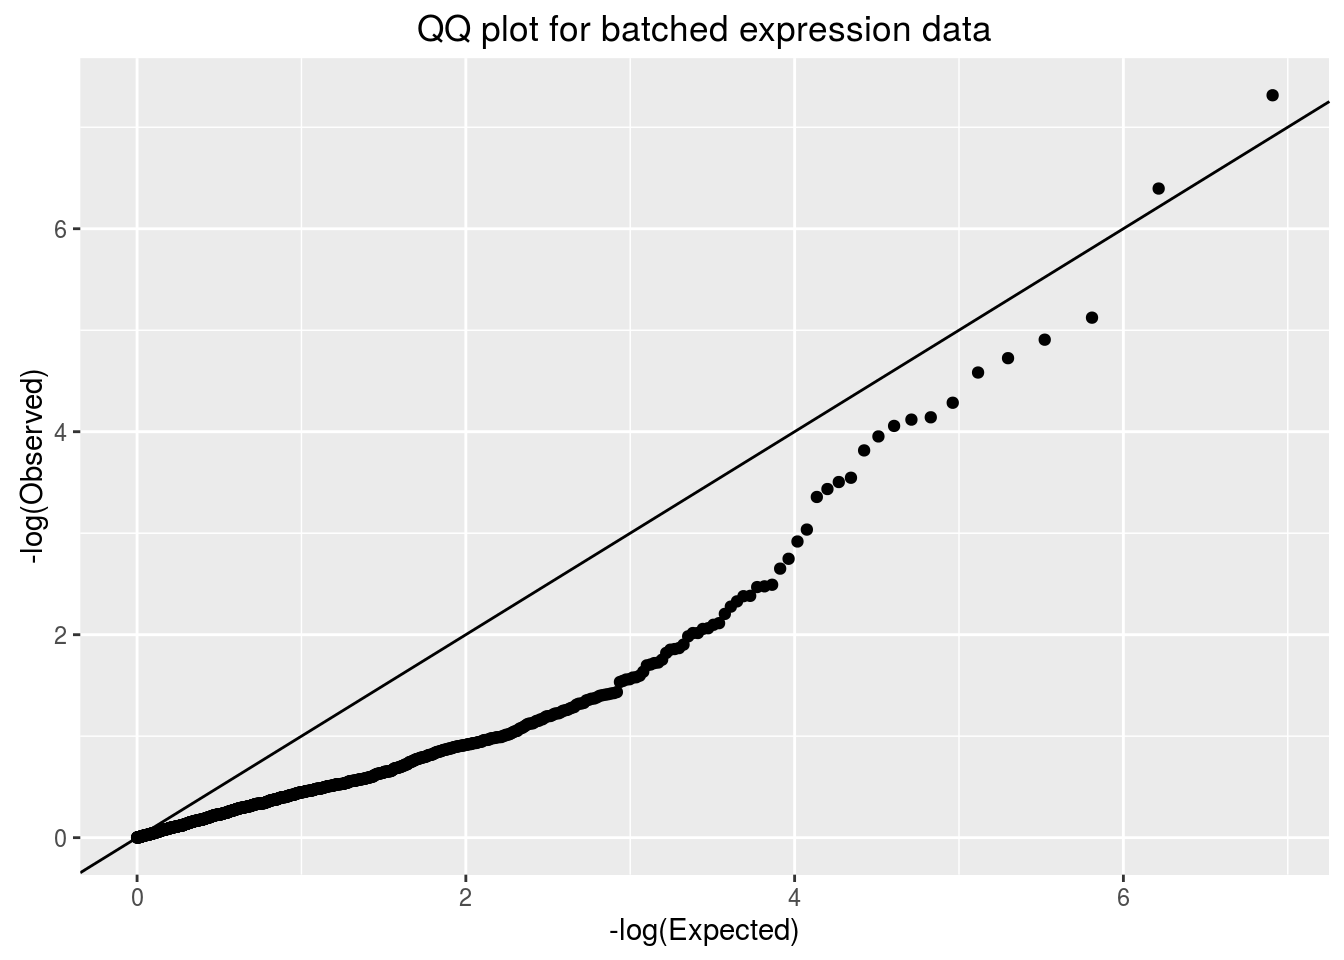 QQ plot for batched expression data
-log(Observed)
6
4
2
0
0 2 4 6
-log(Expected)